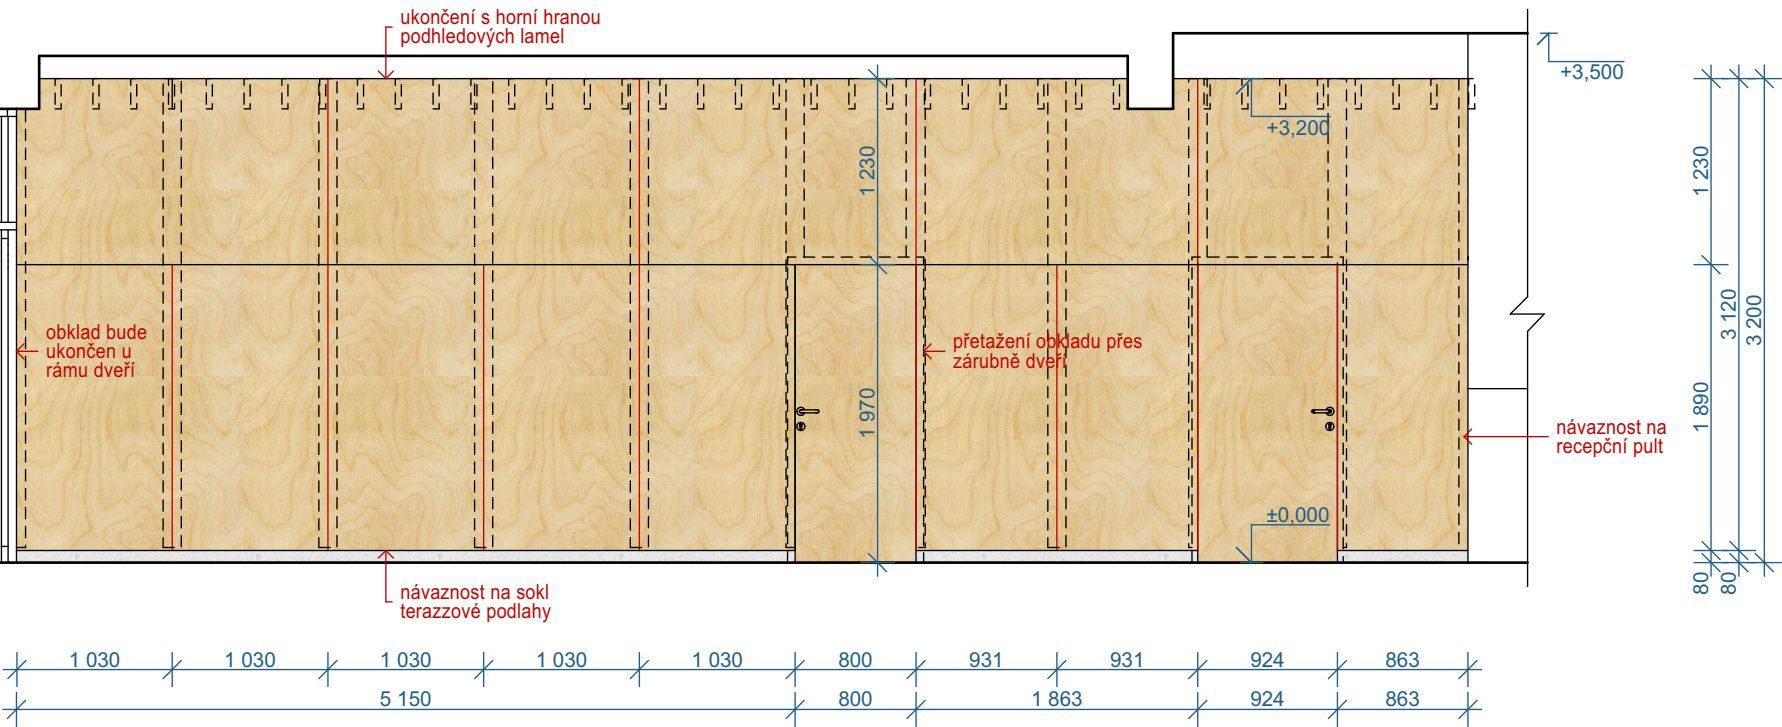 ukončení s horní hranou
podhledových lamel
+3,500
+3,200
1 230
1 230
obklad bude
ukončen u
rámu dveří
přetažení obkladu přes
zárubně dveří
1 970
1 890
3 120
3 200
návaznost na
recepční pult
±0,000
80
80
návaznost na sokl
terazzové podlahy
1 030
1 030
1 030
1 030
1 030
800
931
931
924
863
5 150
800
1 863
924
863